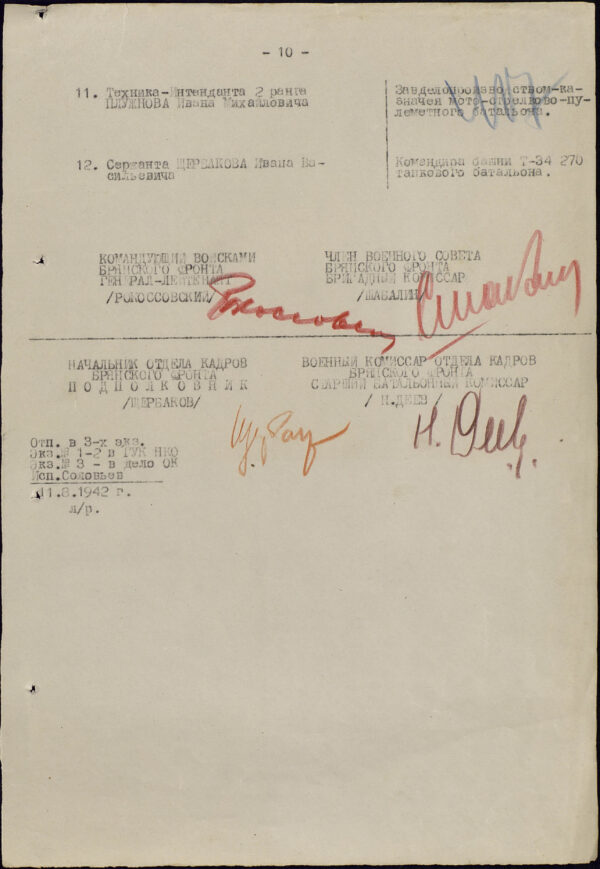 - 10 -
11. Техника-Интенданта 2 ранга
ПЛУЖНОВА Ивана Михайловича
Завделопроизводством-ка-
значея мото-стрелково-пу-
леметного батальона.
12. Сержанта ЩЕРБАКОВА Ивана Ва-
сильевича
Командира башни Т-34 270
танкового батальона.
КОМАНДУЮЩИЙ ВОЙСКАМИ
БРЯНСКОГО ФРОНТА
ГЕНЕРАЛ-ЛЕЙТЕНАНТ
/РОКОССОВСКИЙ/
ЧЛЕН ВОЕННОГО СОВЕТА
БРЯНСКОГО ФРОНТА
БРИГАДНЫЙ КОМИССАР
/ШАБАЛИН/
НАЧАЛЬНИК ОТДЕЛА КАДРОВ
БРЯНСКОГО ФРОНТА
ПОДПОЛКОВНИК
/ЩЕРБАКОВ/
ВОЕННЫЙ КОМИССАР ОТДЕЛА КАДРОВ
БРЯНСКОГО ФРОНТА
СТАРШИЙ БАТАЛЬОННЫЙ КОМИССАР
/Н.ДЕЕВ/
Н. Деев
Отп. в 3-х экз.
Экз.№ 1-2 в ГУК НКО
Экз.№ 3 - в дело ОК
Исп.Соловьев
11.8.1942 г.